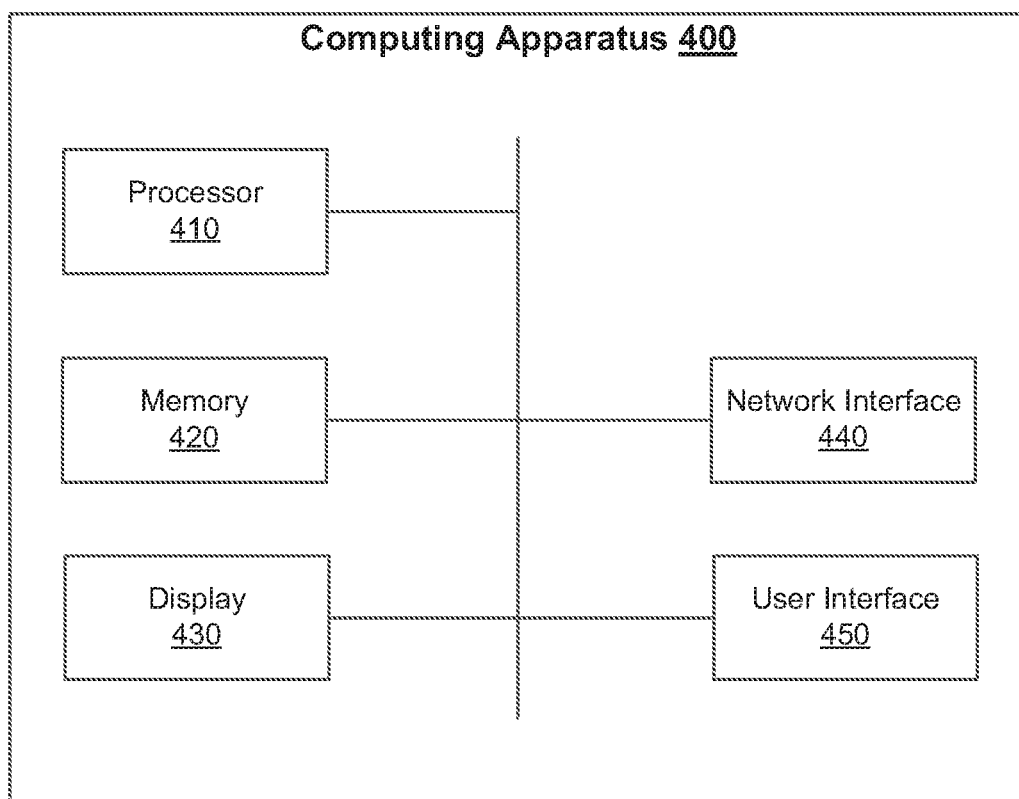 Computing Apparatus 400
Processor
410
Memory
420
Network Interface
440
Display
430
User Interface
450